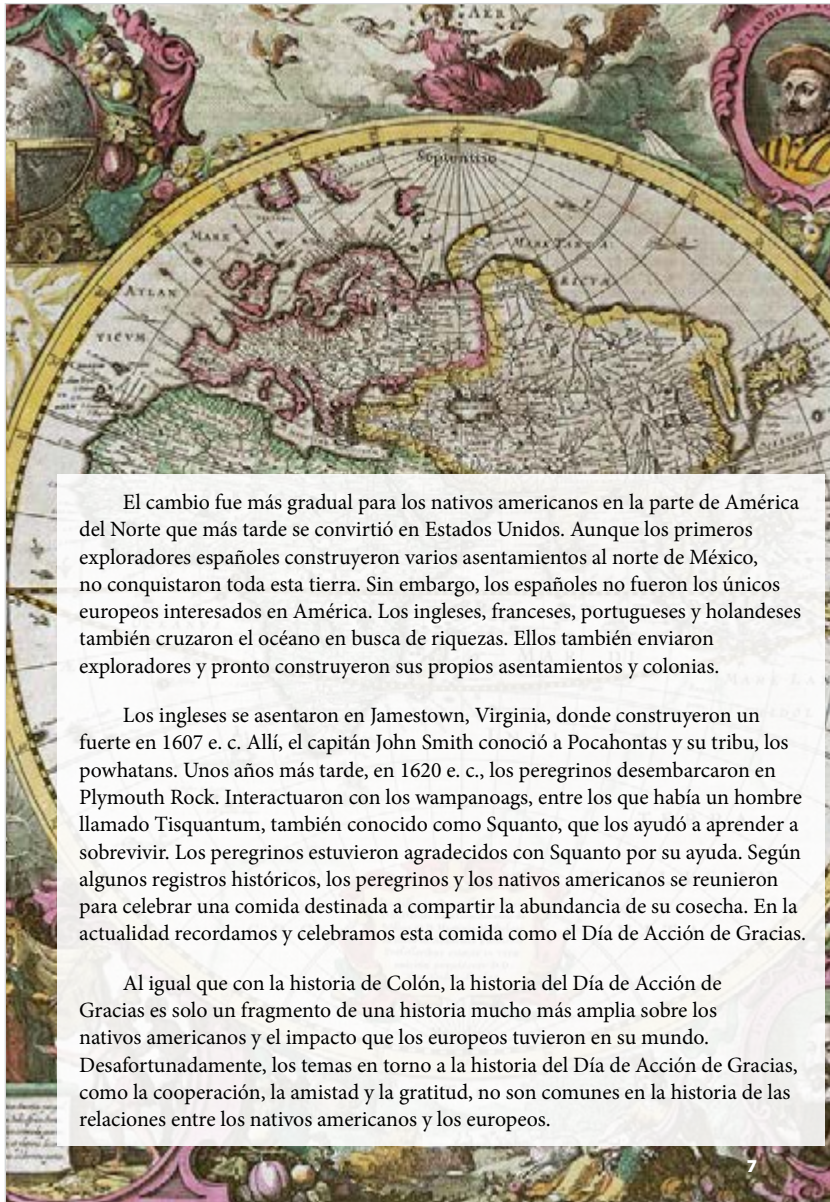 AER
CLAVDIVS P
Septentrio
MARE
ATLAN
TICVM
MARE TARTA
RICVM
El cambio fue más gradual para los nativos americanos en la parte de América
del Norte que más tarde se convirtió en Estados Unidos. Aunque los primeros
exploradores españoles construyeron varios asentamientos al norte de México,
no conquistaron toda esta tierra. Sin embargo, los españoles no fueron los únicos
europeos interesados en América. Los ingleses, franceses, portugueses y holandeses
también cruzaron el océano en busca de riquezas. Ellos también enviaron
exploradores y pronto construyeron sus propios asentamientos y colonias.
Los ingleses se asentaron en Jamestown, Virginia, donde construyeron un
fuerte en 1607 e. c. Allí, el capitán John Smith conoció a Pocahontas y su tribu, los
powhatans. Unos años más tarde, en 1620 e. c., los peregrinos desembarcaron en
Plymouth Rock. Interactuaron con los wampanoags, entre los que había un hombre
llamado Tisquantum, también conocido como Squanto, que los ayudó a aprender a
sobrevivir. Los peregrinos estuvieron agradecidos con Squanto por su ayuda. Según
algunos registros históricos, los peregrinos y los nativos americanos se reunieron
para celebrar una comida destinada a compartir la abundancia de su cosecha. En la
actualidad recordamos y celebramos esta comida como el Día de Acción de Gracias.
Al igual que con la historia de Colón, la historia del Día de Acción de
Gracias es solo un fragmento de una historia mucho más amplia sobre los
nativos americanos y el impacto que los europeos tuvieron en su mundo.
Desafortunadamente, los temas en torno a la historia del Día de Acción de Gracias,
como la cooperación, la amistad y la gratitud, no son comunes en la historia de las
relaciones entre los nativos americanos y los europeos.
7